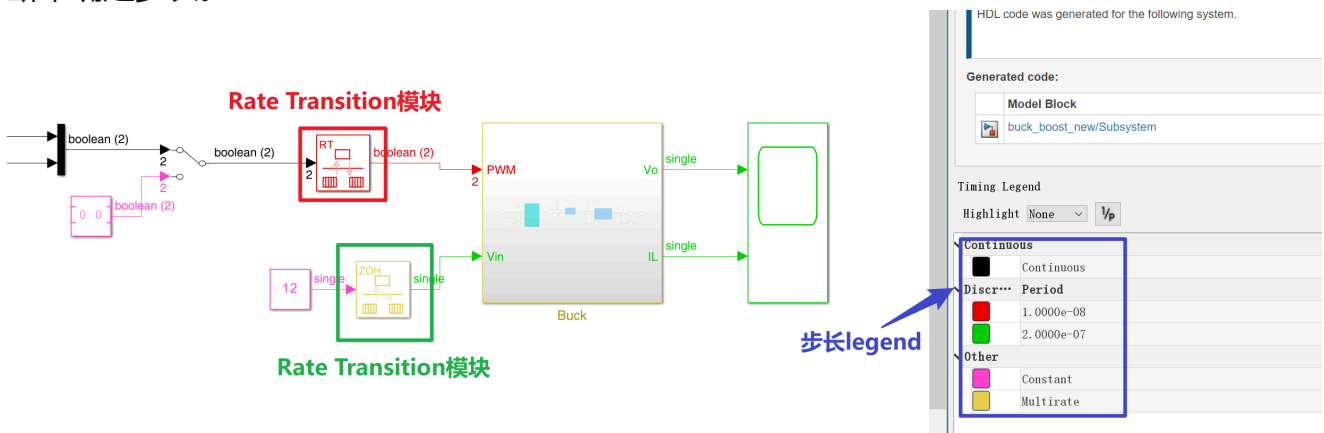 HDL code was generated for the following system.
Generated code:
Model Block
buck_boost_new/Subsystem
Rate Transition模块
boolean (2)
2
boolean (2)
2
RT
boolean (2)
2
PWM
2
boolean (2)
0 0
Vo
single
12
single
ZOH
single
Vin
IL
single
Buck
Rate Transition模块
步长legend
Timing Legend
Highlight None 1/P
Continuous
Continuous
Discr… Period
1.0000e-08
2.0000e-07
Other
Constant
Multirate